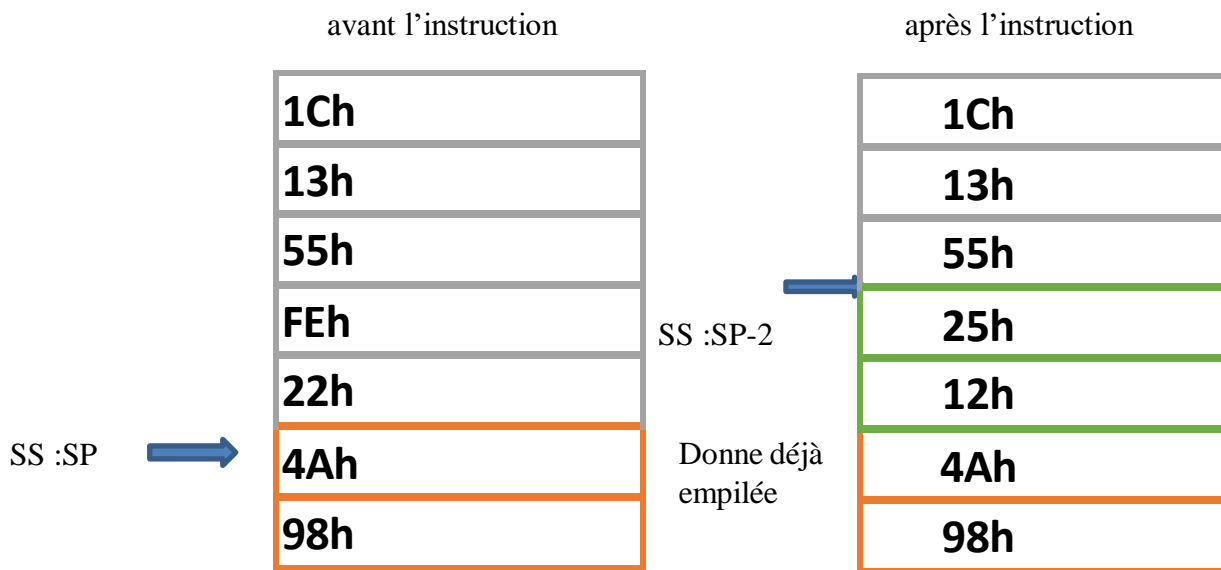 avant l’instruction
après l’instruction
1Ch
13h
55h
FEh
22h
4Ah
98h
SS :SP
SS :SP-2
Donne déjà
empilée
1Ch
13h
55h
25h
12h
4Ah
98h